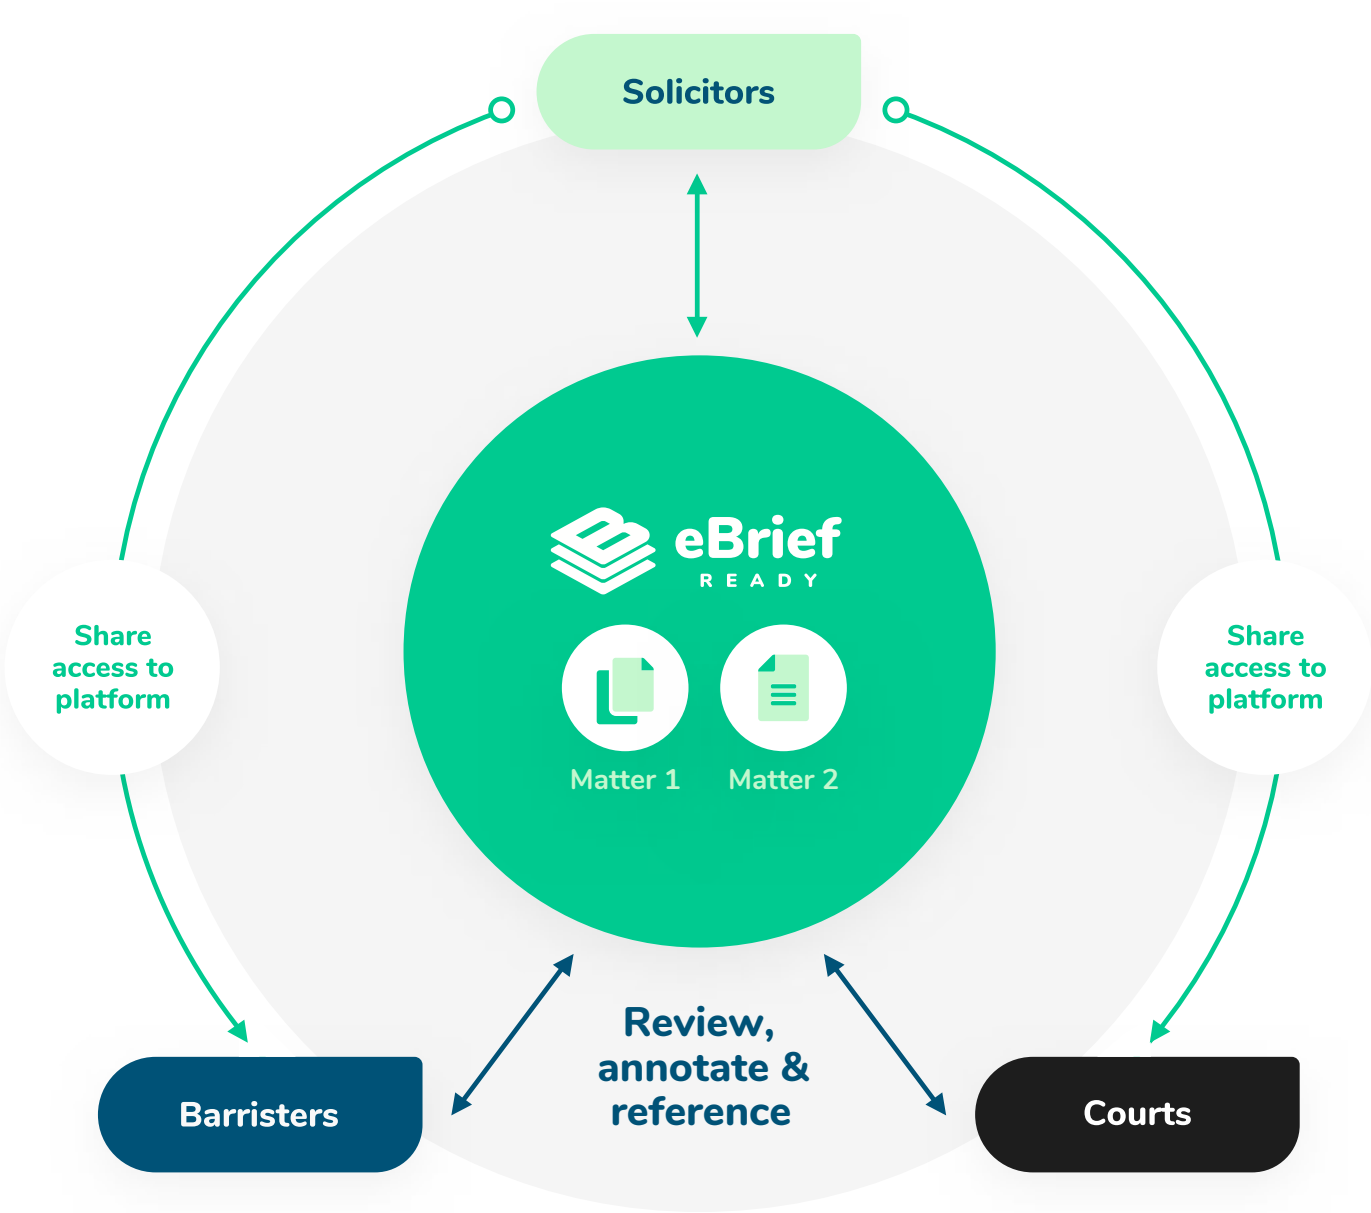 Solicitors
eBrief
READY
Share
access to
platform
Share
access to
platform
Matter 1
Matter 2
Review,
annotate &
reference
Barristers
Courts